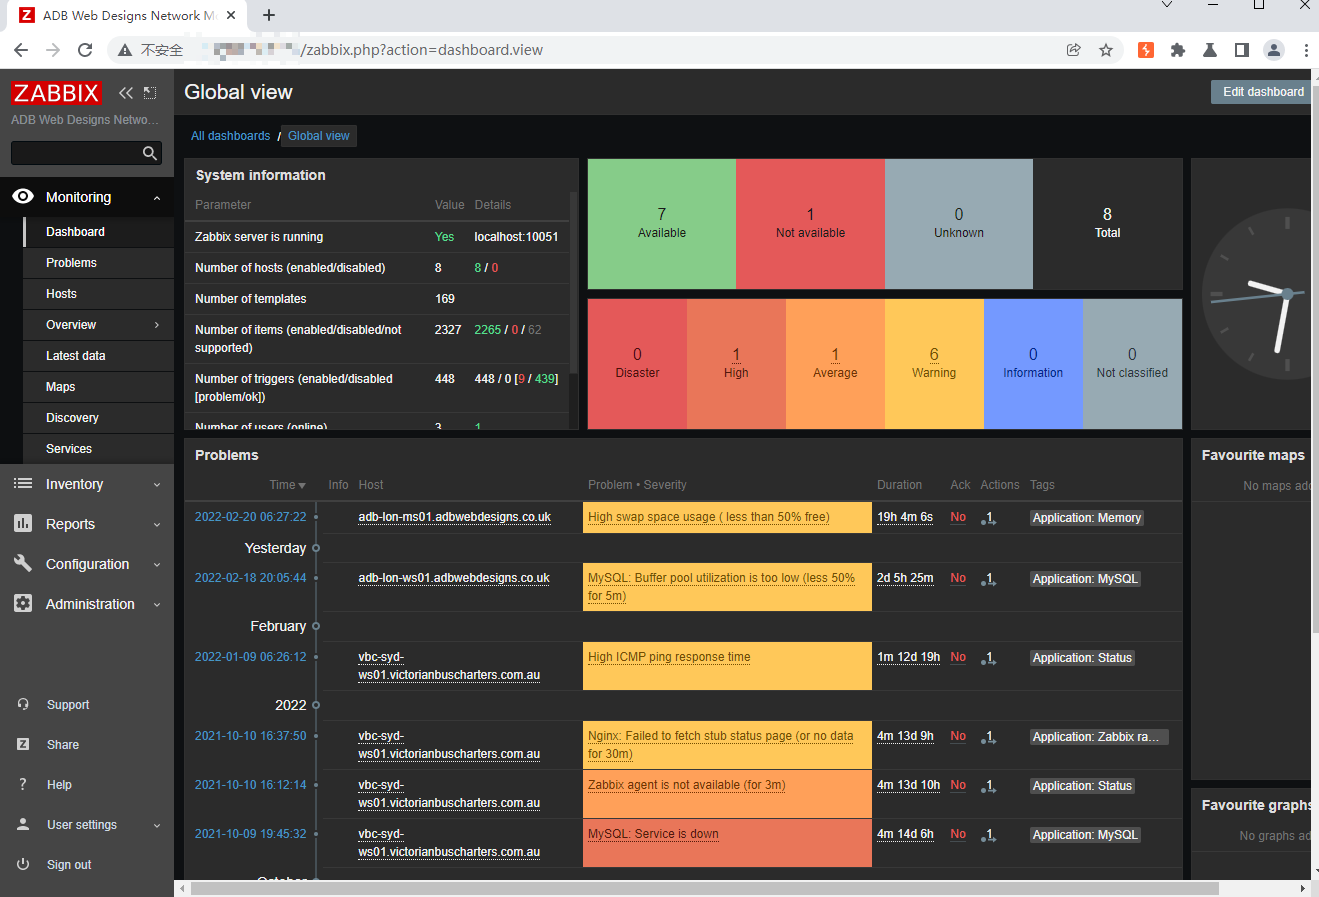 ADB Web Designs Network M
不安全
/zabbix.php?action=dashboard.view
ZABBIX
ADB Web Designs Netwo...
Global view
Edit dashboard
All dashboards / Global view
Monitoring
Dashboard
Problems
Hosts
Overview
Latest data
Maps
Discovery
Services
Inventory
Reports
Configuration
Administration
Support
Share
Help
User settings
Sign out
System information
Parameter Value Details
Zabbix server is running Yes localhost:10051
Number of hosts (enabled/disabled) 8 8 / 0
Number of templates 169
Number of items (enabled/disabled/not supported) 2327 2265 / 0 / 62
Number of triggers (enabled/disabled [problem/ok]) 448 448 / 0 [9 / 439]
Number of users (online) 3 1
7
Available
1
Not available
0
Unknown
8
Total
0
Disaster
1
High
1
Average
6
Warning
0
Information
0
Not classified
Problems
Time Info Host Problem • Severity Duration Ack Actions Tags
2022-02-20 06:27:22 adb-lon-ms01.adbwebdesigns.co.uk High swap space usage ( less than 50% free) 19h 4m 6s No 1 Application: Memory
Yesterday
2022-02-18 20:05:44 adb-lon-ws01.adbwebdesigns.co.uk MySQL: Buffer pool utilization is too low (less 50% for 5m) 2d 5h 25m No 1 Application: MySQL
February
2022-01-09 06:26:12 vbc-syd-ws01.victorianbuscharters.com.au High ICMP ping response time 1m 12d 19h No 1 Application: Status
2022
2021-10-10 16:37:50 vbc-syd-ws01.victorianbuscharters.com.au Nginx: Failed to fetch stub status page (or no data for 30m) 4m 13d 9h No 1 Application: Zabbix ra...
2021-10-10 16:12:14 vbc-syd-ws01.victorianbuscharters.com.au Zabbix agent is not available (for 3m) 4m 13d 10h No 1 Application: Status
2021-10-09 19:45:32 vbc-syd-ws01.victorianbuscharters.com.au MySQL: Service is down 4m 14d 6h No 1 Application: MySQL
October
Favourite maps
No maps add
Favourite graphs
No graphs ad